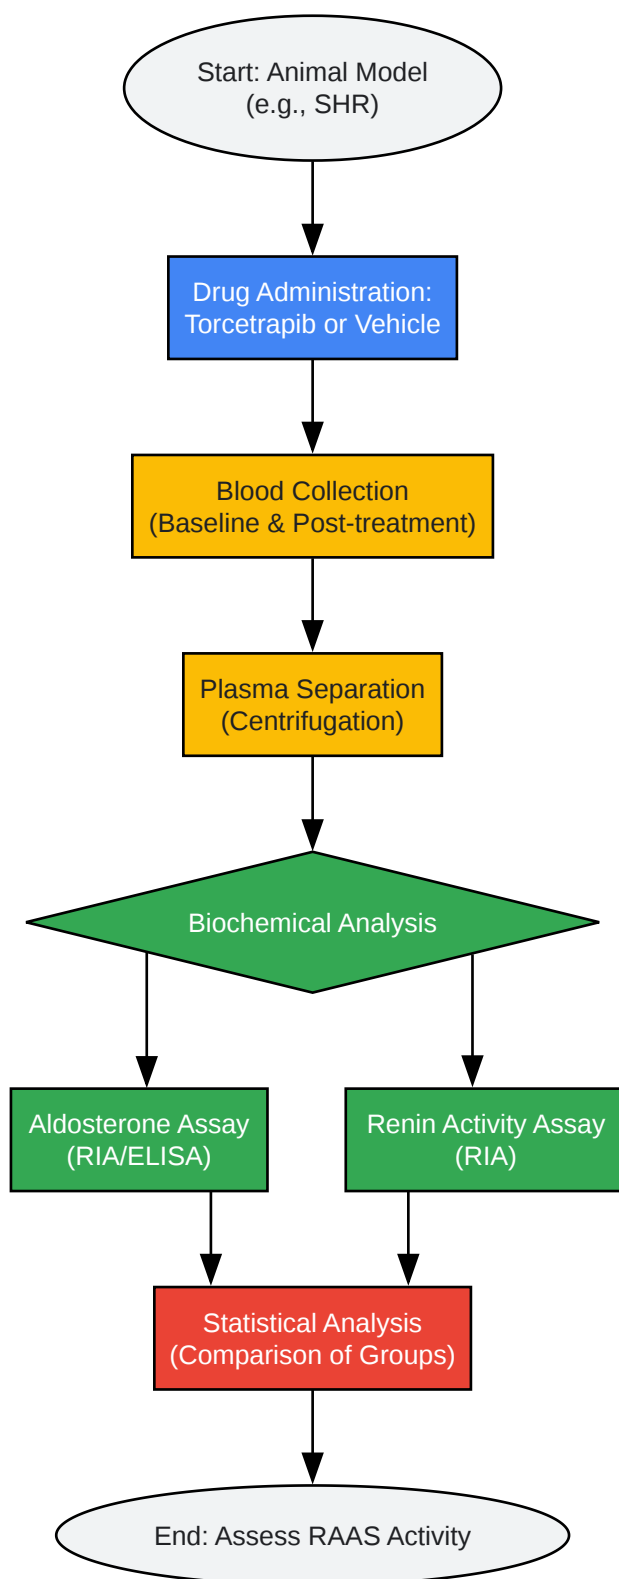 Start: Animal Model
(e.g., SHR)
Drug Administration:
Torcetrapib or Vehicle
Blood Collection
(Baseline & Post-treatment)
Plasma Separation
(Centrifugation)
Biochemical Analysis
Aldosterone Assay
(RIA/ELISA)
Renin Activity Assay
(RIA)
Statistical Analysis
(Comparison of Groups)
End: Assess RAAS Activity